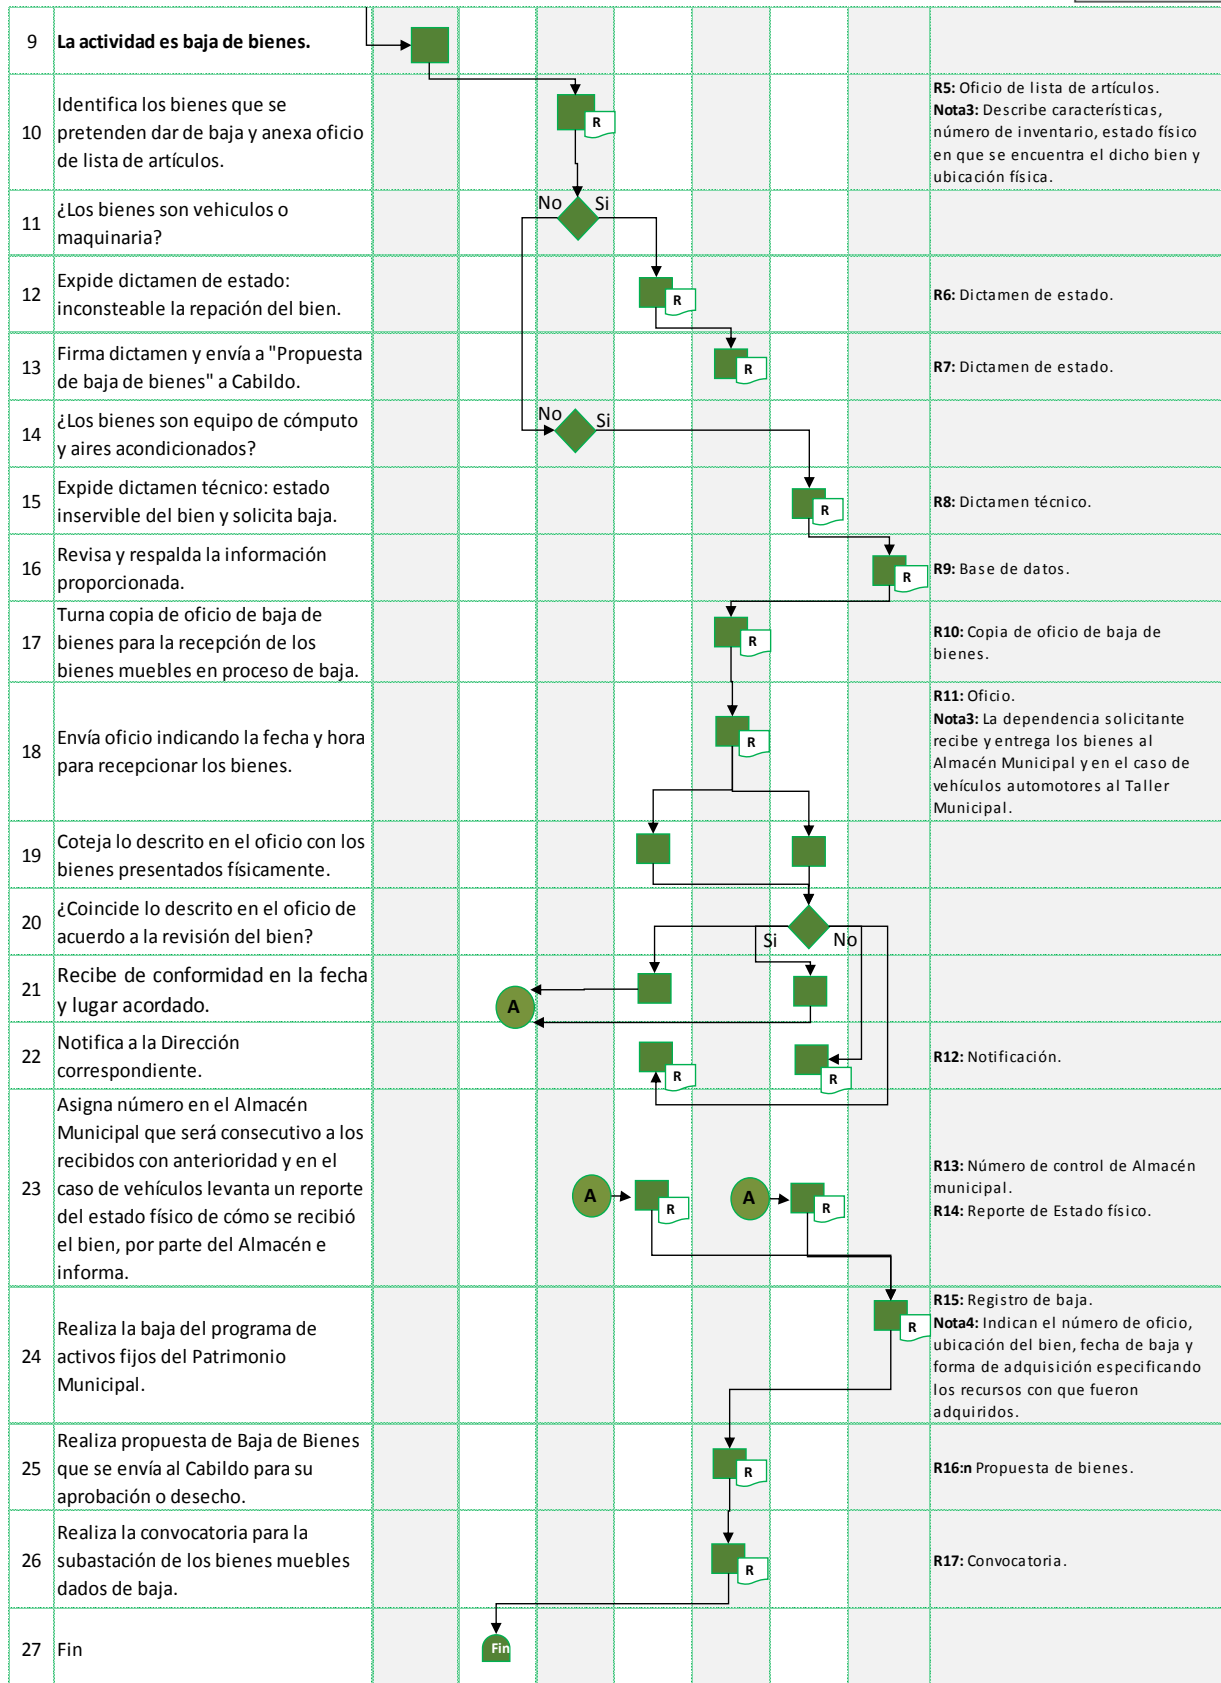 9
La actividad es baja de bienes.
10
Identifica los bienes que se
pretenden dar de baja y anexa oficio
de lista de artículos.
R
R5: Oficio de lista de artículos.
Nota3: Describe características,
número de inventario, estado físico
en que se encuentra el dicho bien y
ubicación física.
11
¿Los bienes son vehiculos o
maquinaria?
No
Si
12
Expide dictamen de estado:
inconsteable la repación del bien.
R
R6: Dictamen de estado.
13
Firma dictamen y envía a "Propuesta
de baja de bienes" a Cabildo.
R
R7: Dictamen de estado.
14
¿Los bienes son equipo de cómputo
y aires acondicionados?
No
Si
15
Expide dictamen técnico: estado
inservible del bien y solicita baja.
R
R8: Dictamen técnico.
16
Revisa y respalda la información
proporcionada.
R
R9: Base de datos.
17
Turna copia de oficio de baja de
bienes para la recepción de los
bienes muebles en proceso de baja.
R
R10: Copia de oficio de baja de
bienes.
18
Envía oficio indicando la fecha y hora
para recepcionar los bienes.
R
R11: Oficio.
Nota3: La dependencia solicitante
recibe y entrega los bienes al
Almacén Municipal y en el caso de
vehículos automotores al Taller
Municipal.
19
Coteja lo descrito en el oficio con los
bienes presentados físicamente.
20
¿Coincide lo descrito en el oficio de
acuerdo a la revisión del bien?
Si
No
21
Recibe de conformidad en la fecha
y lugar acordado.
A
22
Notifica a la Dirección
correspondiente.
R
R
R12: Notificación.
23
Asigna número en el Almacén
Municipal que será consecutivo a los
recibidos con anterioridad y en el
caso de vehículos levanta un reporte
del estado físico de cómo se recibió
el bien, por parte del Almacén e
informa.
A
R
A
R
R13: Número de control de Almacén
municipal.
R14: Reporte de Estado físico.
24
Realiza la baja del programa de
activos fijos del Patrimonio
Municipal.
R
R15: Registro de baja.
Nota4: Indican el número de oficio,
ubicación del bien, fecha de baja y
forma de adquisición especificando
los recursos con que fueron
adquiridos.
25
Realiza propuesta de Baja de Bienes
que se envía al Cabildo para su
aprobación o desecho.
R
R16:n Propuesta de bienes.
26
Realiza la convocatoria para la
subastación de los bienes muebles
dados de baja.
R
R17: Convocatoria.
27
Fin
Fin